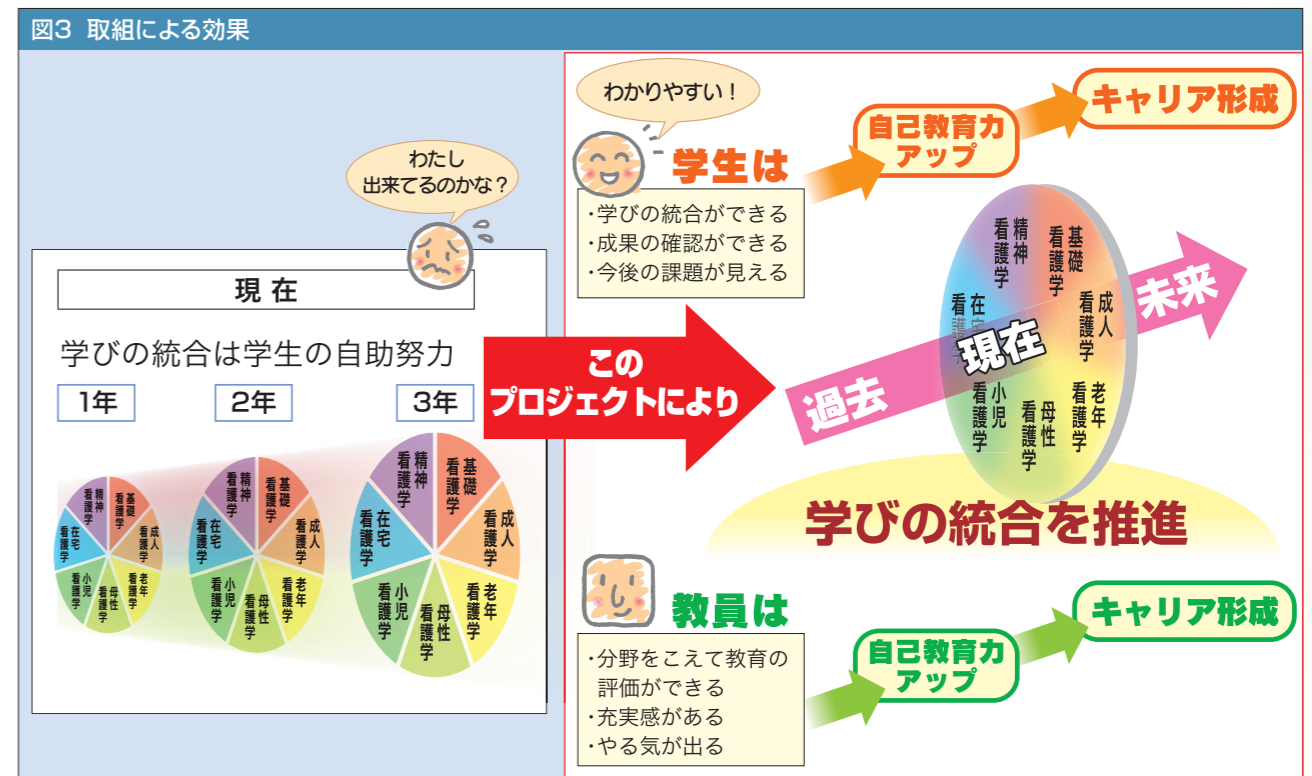 図3 取組による効果
わたし
出来てるのかな?
現在
学びの統合は学生の自助努力
1年
2年
3年
精神看護学
基礎看護学
成人看護学
老年看護学
母性看護学
小児看護学
在宅看護学
精神看護学
基礎看護学
成人看護学
老年看護学
母性看護学
小児看護学
在宅看護学
精神看護学
基礎看護学
成人看護学
老年看護学
母性看護学
小児看護学
在宅看護学
この
プロジェクトにより
わかりやすい!
学生は
・学びの統合ができる
・成果の確認ができる
・今後の課題が見える
自己教育力
アップ
キャリア形成
過去
現在
未来
精神看護学
基礎看護学
成人看護学
老年看護学
母性看護学
小児看護学
在宅看護学
学びの統合を推進
教員は
・分野をこえて教育の
評価ができる
・充実感がある
・やる気が出る
自己教育力
アップ
キャリア形成